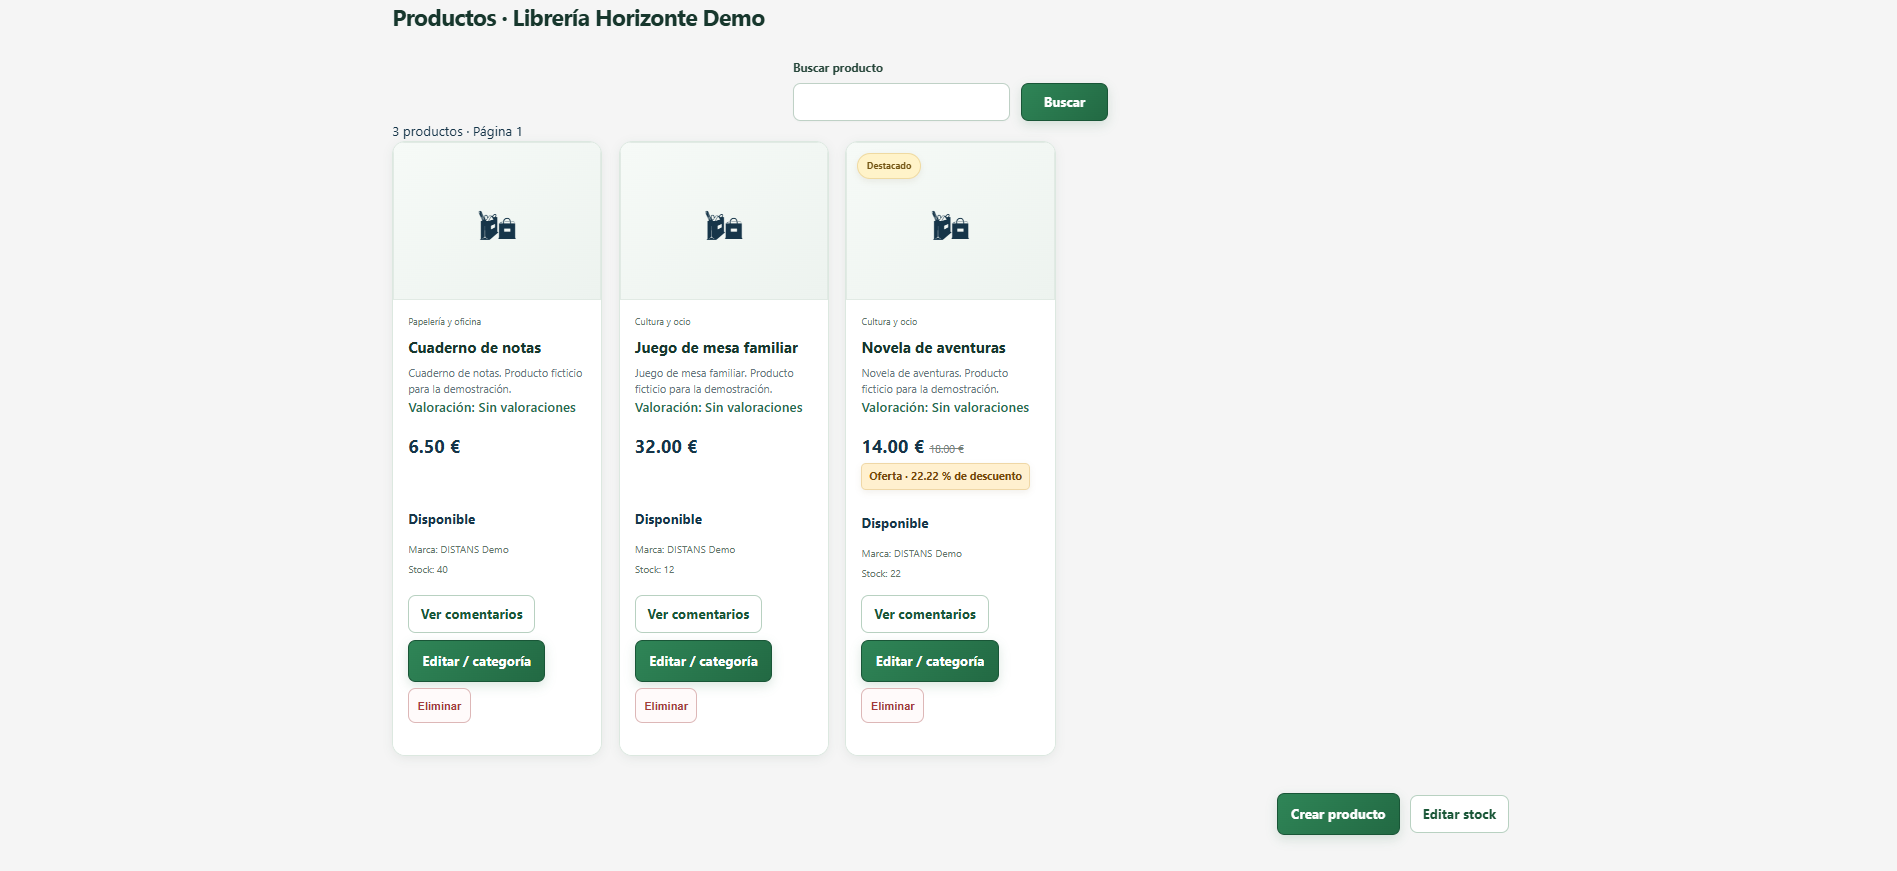 Productos · Librería Horizonte Demo
Buscar producto
Buscar
3 productos · Página 1
Papelería y oficina
Cuaderno de notas
Cuaderno de notas. Producto ficticio
para la demostración.
Valoración: Sin valoraciones
6.50 €
Disponible
Marca: DISTANS Demo
Stock: 40
Ver comentarios
Editar / categoría
Eliminar
Cultura y ocio
Juego de mesa familiar
Juego de mesa familiar. Producto
ficticio para la demostración.
Valoración: Sin valoraciones
32.00 €
Disponible
Marca: DISTANS Demo
Stock: 12
Ver comentarios
Editar / categoría
Eliminar
Destacado
Cultura y ocio
Novela de aventuras
Novela de aventuras. Producto
ficticio para la demostración.
Valoración: Sin valoraciones
14.00 € 18.00 €
Oferta · 22.22 % de descuento
Disponible
Marca: DISTANS Demo
Stock: 22
Ver comentarios
Editar / categoría
Eliminar
Crear producto
Editar stock